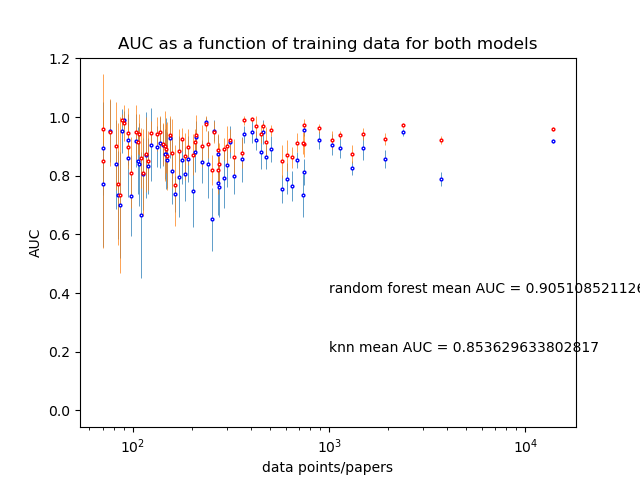 AUC as a function of training data for both models
1.2
1.0
0.8
0.6
0.4
0.2
0.0
AUC
random forest mean AUC = 0.905108521126
knn mean AUC = 0.853629633802817
10²
10³
10⁴
data points/papers